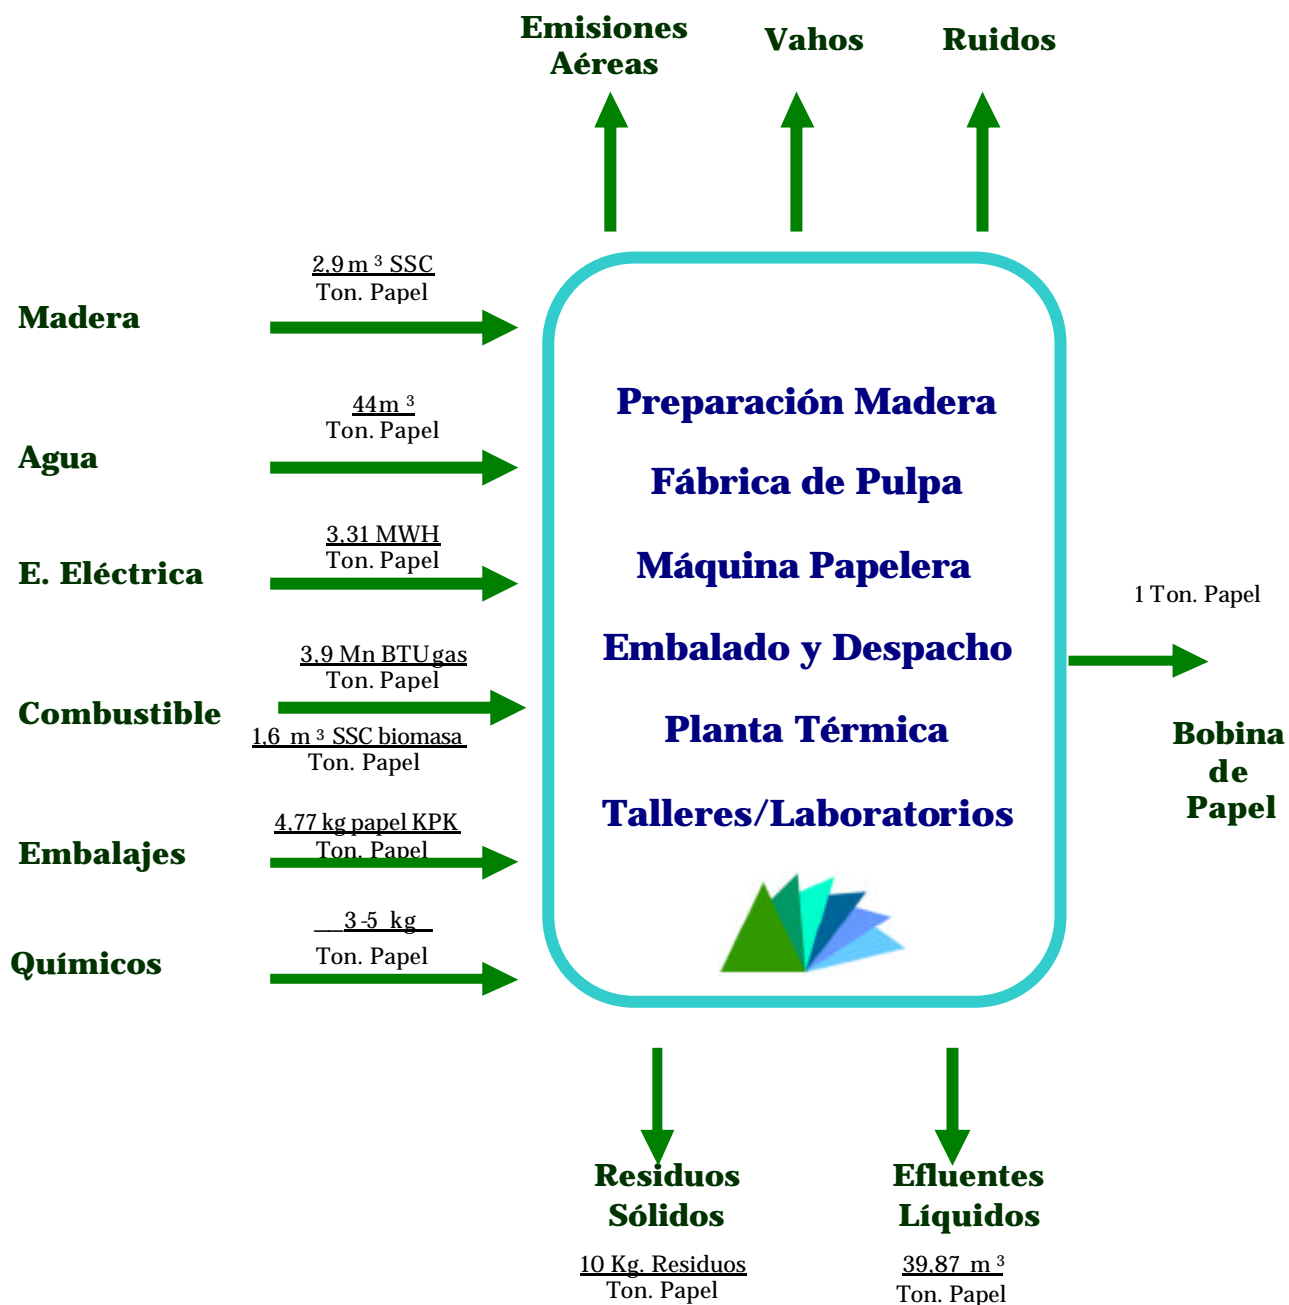 Emisiones
Aéreas
Vahos
Ruidos
2,9 m ³ SSC
Ton. Papel
Madera
44 m ³
Ton. Papel
Agua
3,31 MWH
Ton. Papel
E. Eléctrica
3,9 Mn BTU gas
Ton. Papel
Combustible
1,6 m ³ SSC biomasa
Ton. Papel
4,77 kg papel KPK
Ton. Papel
Embalajes
__3-5 kg_
Ton. Papel
Químicos
Preparación Madera
Fábrica de Pulpa
Máquina Papelera
Embalado y Despacho
Planta Térmica
Talleres/Laboratorios
1 Ton. Papel
Bobina
de
Papel
Residuos
Sólidos
10 Kg. Residuos
Ton. Papel
Efluentes
Líquidos
39,87 m ³
Ton. Papel